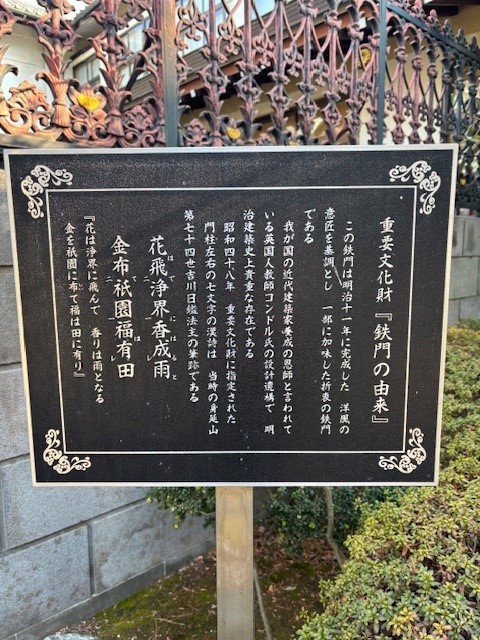 重要文化財『鉄門の由来』
この鉄門は明治十一年に完成した 洋風の
意匠を基調とし 一部に加味した折衷の鉄門
である
我が国の近代建築家養成の恩師と言われて
いる英国人教師コンドル氏の設計遺構で 明
治建築史上貴重な存在である
昭和四十八年 重要文化財に指定された
門柱左右の七文字の漢詩は 当時の身延山
第七十四世吉川日鑑法主の筆跡である
花飛浄界香成雨
金布祇園福有田
『花は浄界に飛んで 香りは雨となる
金を祇園に布て福は田に有り』